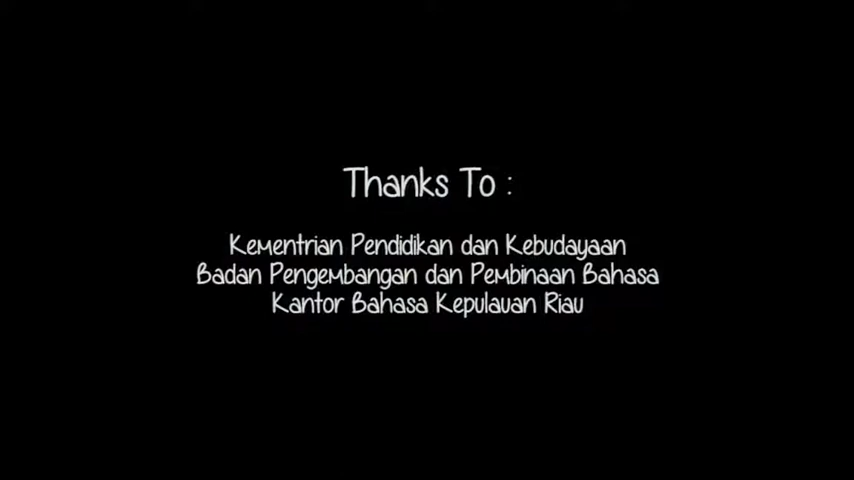 Thanks To :
Kementrian Pendidikan dan Kebudayaan
Badan Pengembangan dan Pembinaan Bahasa
Kantor Bahasa Kepulauan Riau